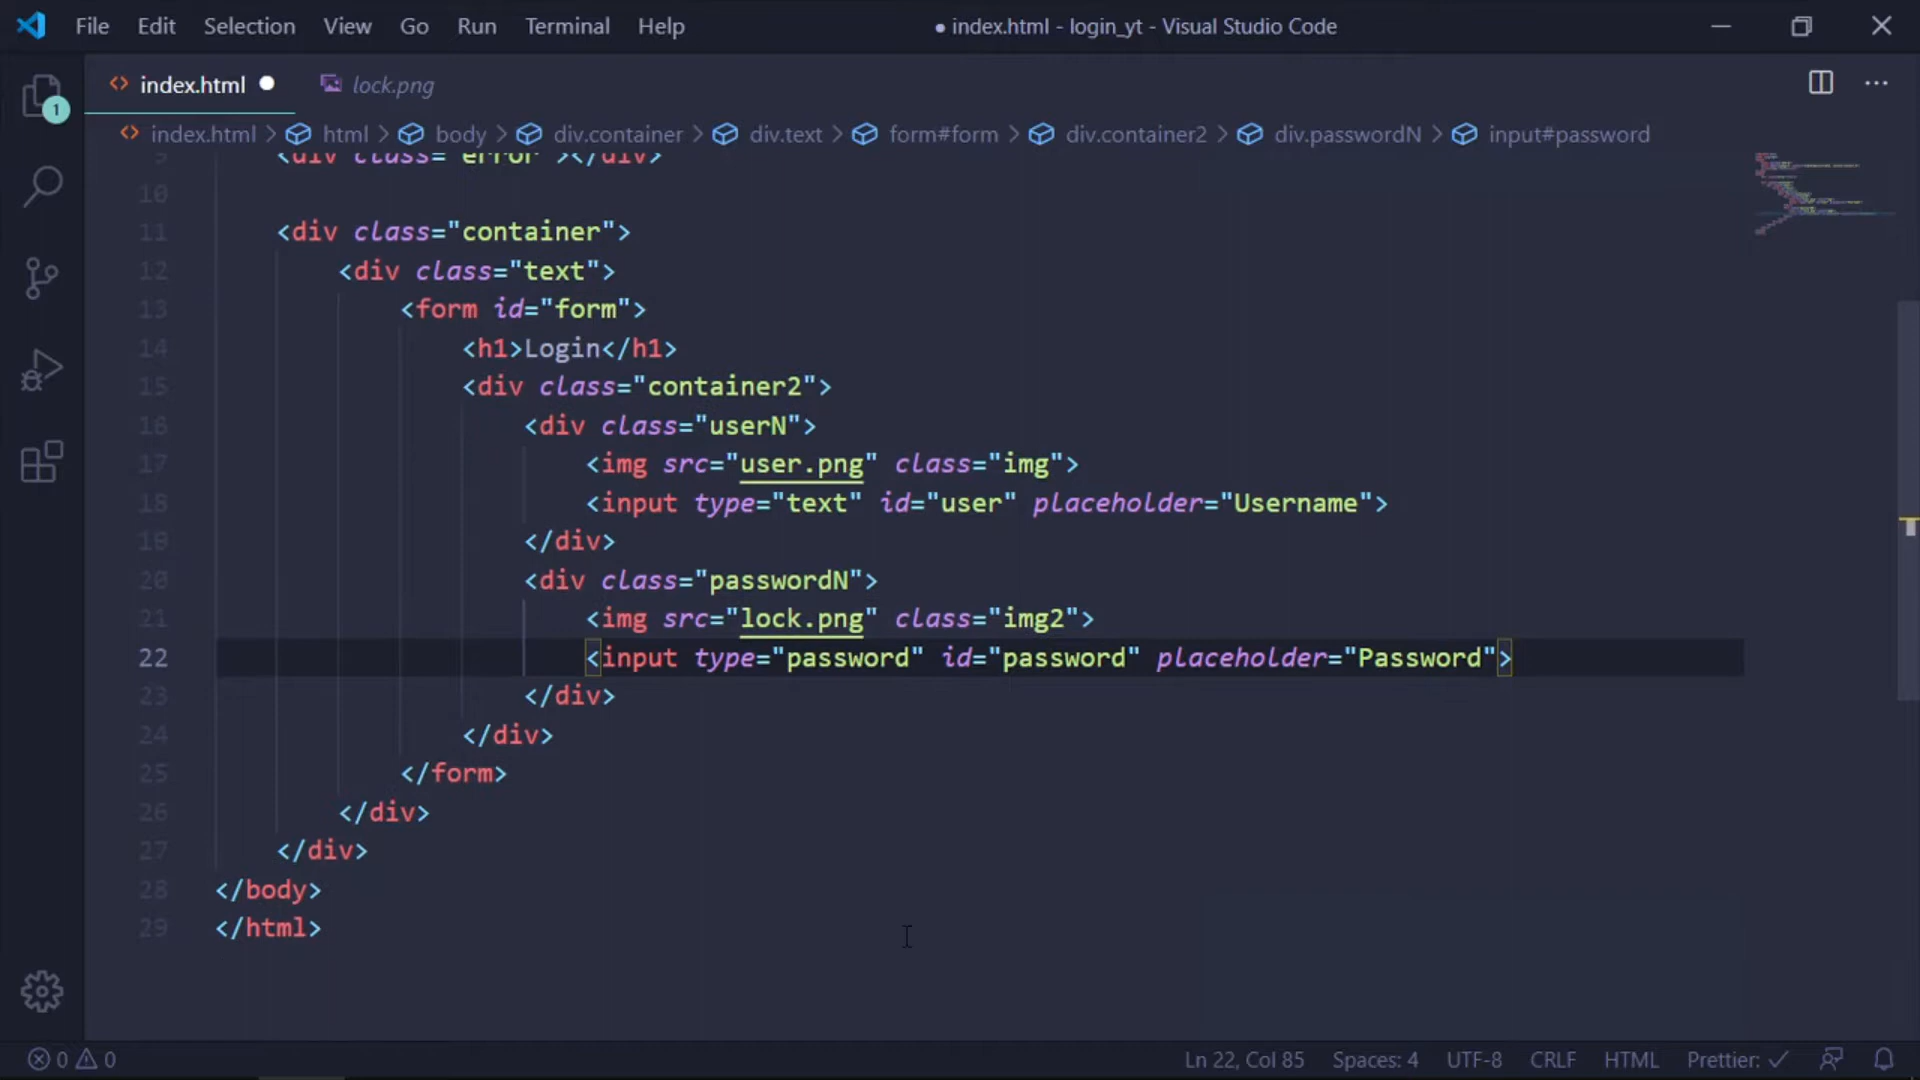 File Edit Selection View Go Run Terminal Help ● index.html - login_yt - Visual Studio Code
index.html lock.png
1
index.html > html > body > div.container > div.text > form#form > div.container2 > div.passwordN > input#password
9 <div class="error"></div>
10
11 <div class="container">
12 <div class="text">
13 <form id="form">
14 <h1>Login</h1>
15 <div class="container2">
16 <div class="userN">
17 <img src="user.png" class="img">
18 <input type="text" id="user" placeholder="Username">
19 </div>
20 <div class="passwordN">
21 <img src="lock.png" class="img2">
22 <input type="password" id="password" placeholder="Password">
23 </div>
24 </div>
25 </form>
26 </div>
27 </div>
28 </body>
29 </html>
0 0 Ln 22, Col 85 Spaces: 4 UTF-8 CRLF HTML Prettier: ✓